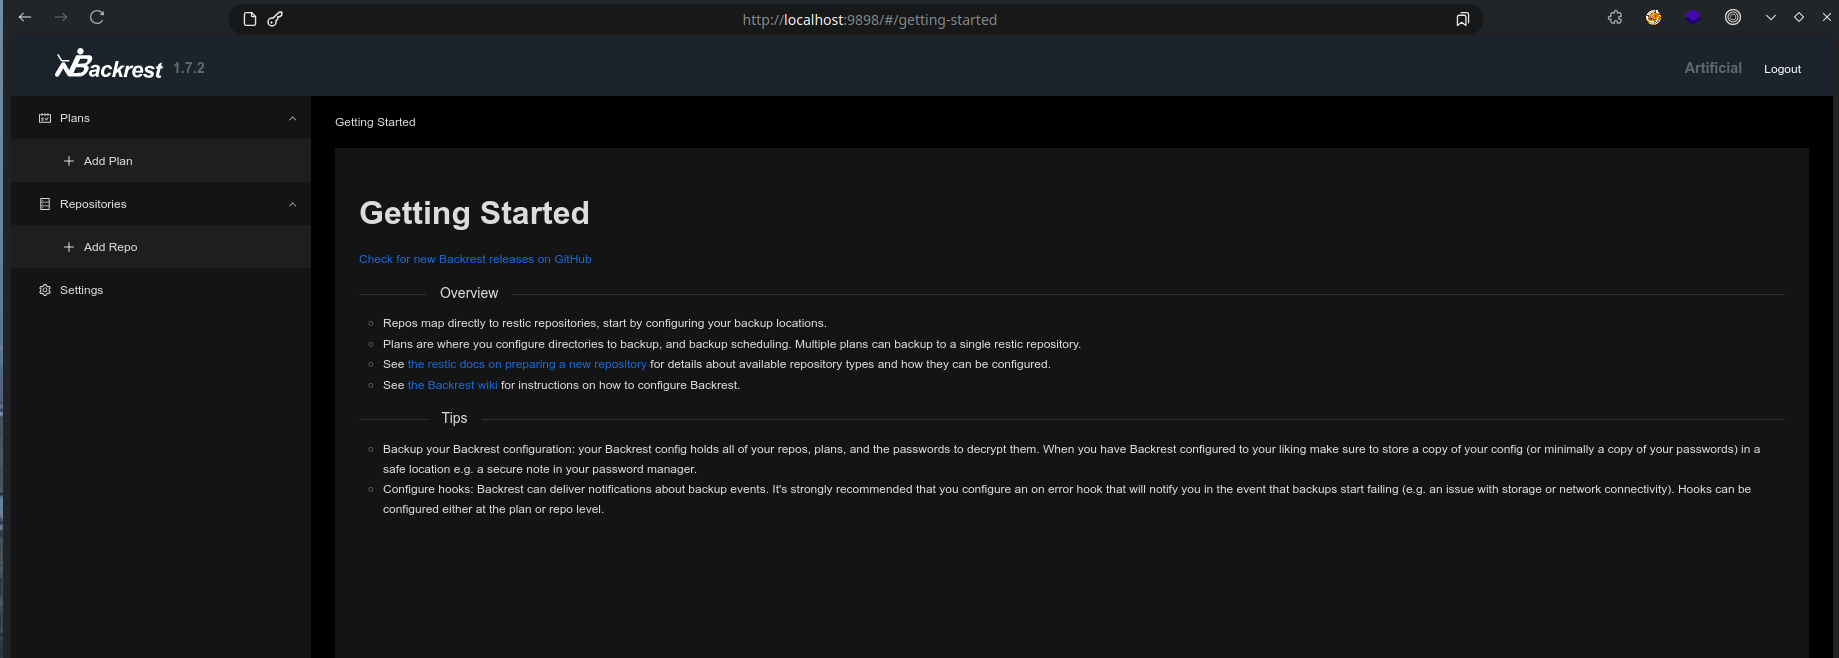 http://localhost:9898/#/getting-started
Backrest 1.7.2
Artificial Logout
Plans
Add Plan
Repositories
Add Repo
Settings
Getting Started
Getting Started
Check for new Backrest releases on GitHub
Overview
Repos map directly to restic repositories, start by configuring your backup locations.
Plans are where you configure directories to backup, and backup scheduling. Multiple plans can backup to a single restic repository.
See the restic docs on preparing a new repository for details about available repository types and how they can be configured.
See the Backrest wiki for instructions on how to configure Backrest.
Tips
Backup your Backrest configuration: your Backrest config holds all of your repos, plans, and the passwords to decrypt them. When you have Backrest configured to your liking make sure to store a copy of your config (or minimally a copy of your passwords) in a
safe location e.g. a secure note in your password manager.
Configure hooks: Backrest can deliver notifications about backup events. It's strongly recommended that you configure an on error hook that will notify you in the event that backups start failing (e.g. an issue with storage or network connectivity). Hooks can be
configured either at the plan or repo level.